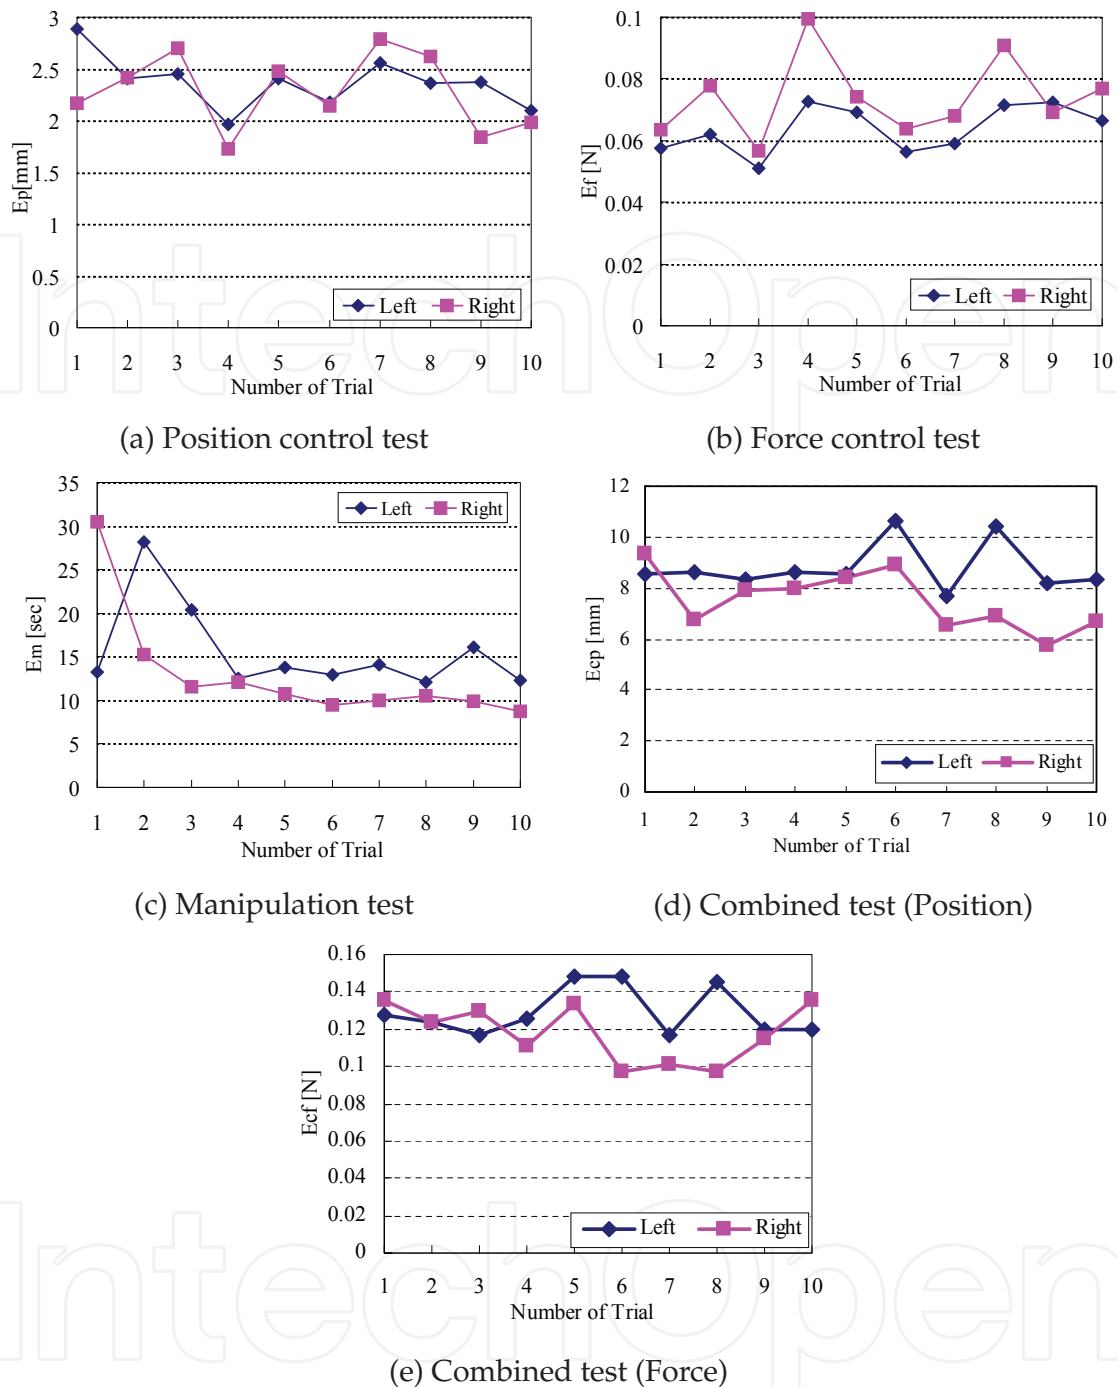 3
2.5
2
1.5
1
0.5
0
Ep[mm]
Left Right
1 2 3 4 5 6 7 8 9 10
Number of Trial
(a) Position control test
0.1
0.08
0.06
0.04
0.02
0
Ef [N]
Left Right
1 2 3 4 5 6 7 8 9 10
Number of Trial
(b) Force control test
35
30
25
20
15
10
5
0
Em [sec]
Left Right
1 2 3 4 5 6 7 8 9 10
Number of Trial
(c) Manipulation test
12
10
8
6
4
2
0
Ecp [mm]
Left Right
1 2 3 4 5 6 7 8 9 10
Number of Trial
(d) Combined test (Position)
0.16
0.14
0.12
0.1
0.08
0.06
0.04
0.02
0
Ecf [N]
Left Right
1 2 3 4 5 6 7 8 9 10
Number of Trial
(e) Combined test (Force)
IntechOpen
IntechOpen